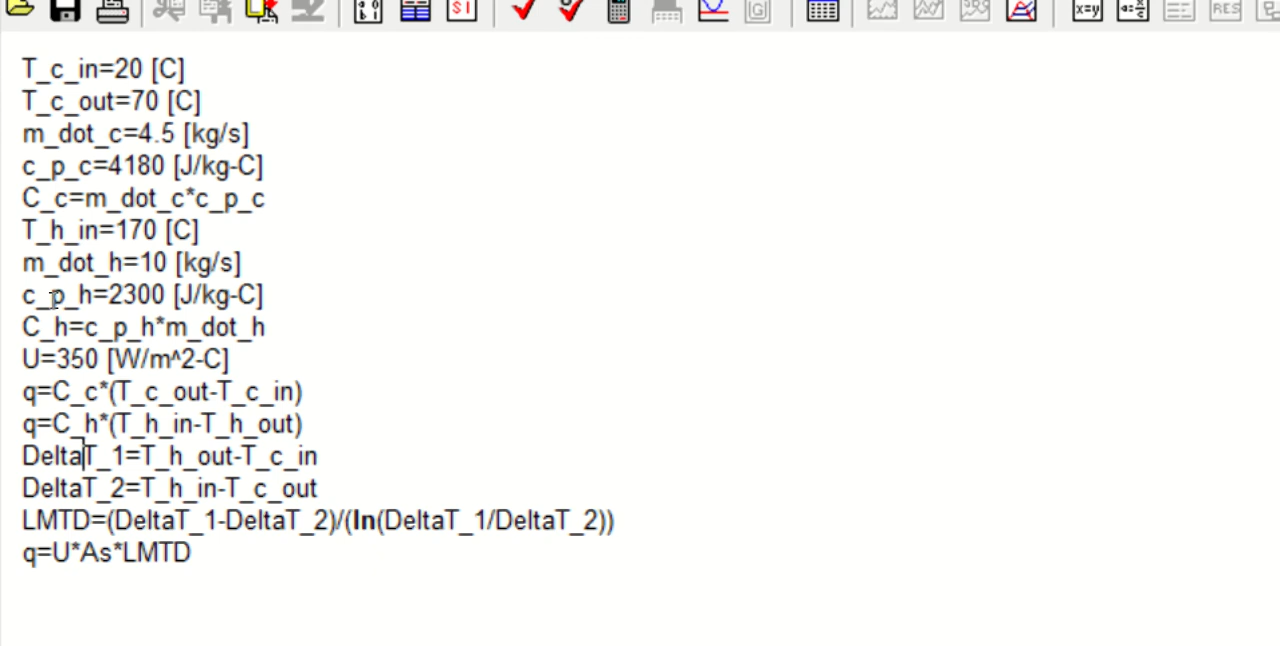 SI
x=y
RES
T_c_in=20 [C]
T_c_out=70 [C]
m_dot_c=4.5 [kg/s]
c_p_c=4180 [J/kg-C]
C_c=m_dot_c*c_p_c
T_h_in=170 [C]
m_dot_h=10 [kg/s]
c_p_h=2300 [J/kg-C]
C_h=c_p_h*m_dot_h
U=350 [W/m^2-C]
q=C_c*(T_c_out-T_c_in)
q=C_h*(T_h_in-T_h_out)
DeltaT_1=T_h_out-T_c_in
DeltaT_2=T_h_in-T_c_out
LMTD=(DeltaT_1-DeltaT_2)/(ln(DeltaT_1/DeltaT_2))
q=U*As*LMTD